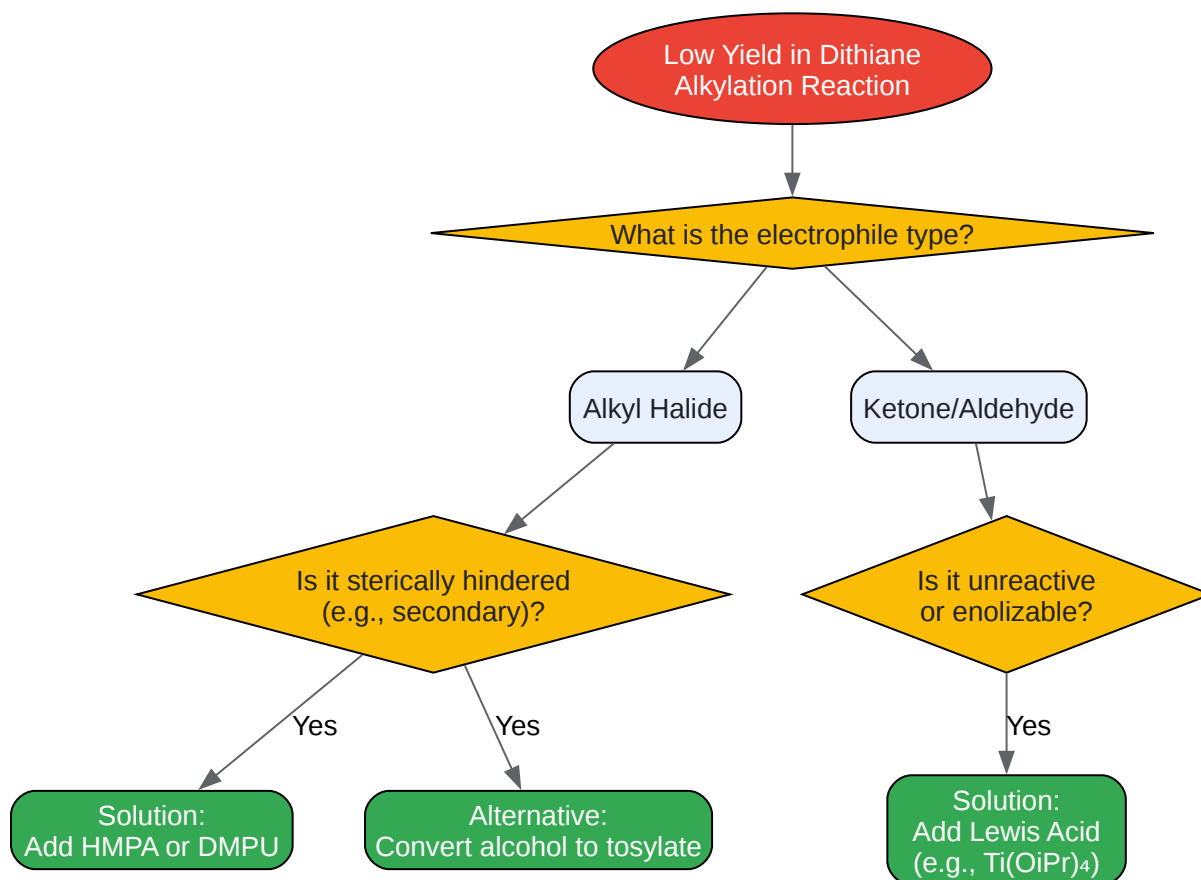 Low Yield in Dithiane
Alkylation Reaction
What is the electrophile type?
Alkyl Halide
Ketone/Aldehyde
Is it sterically hindered
(e.g., secondary)?
Is it unreactive
or enolizable?
Yes
Yes
Yes
Solution:
Add HMPA or DMPU
Alternative:
Convert alcohol to tosylate
Solution:
Add Lewis Acid
(e.g., Ti(OiPr)₄)